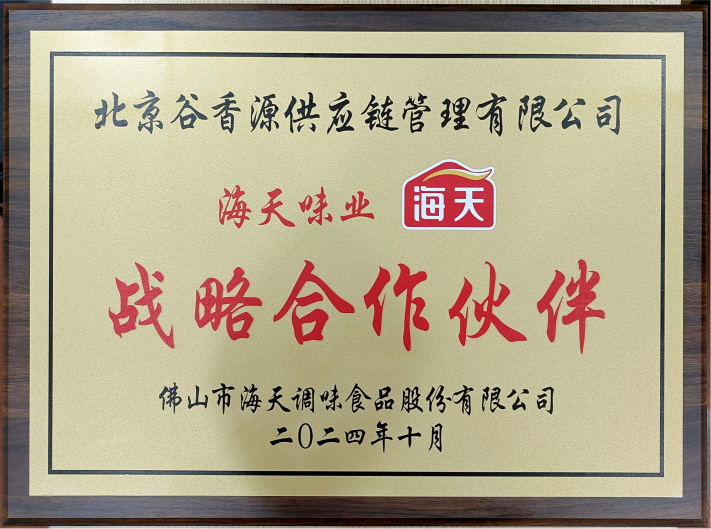 北京谷香源供应链管理有限公司
海天味业 海天
战略合作伙伴
佛山市海天调味食品股份有限公司
二〇二四年十月